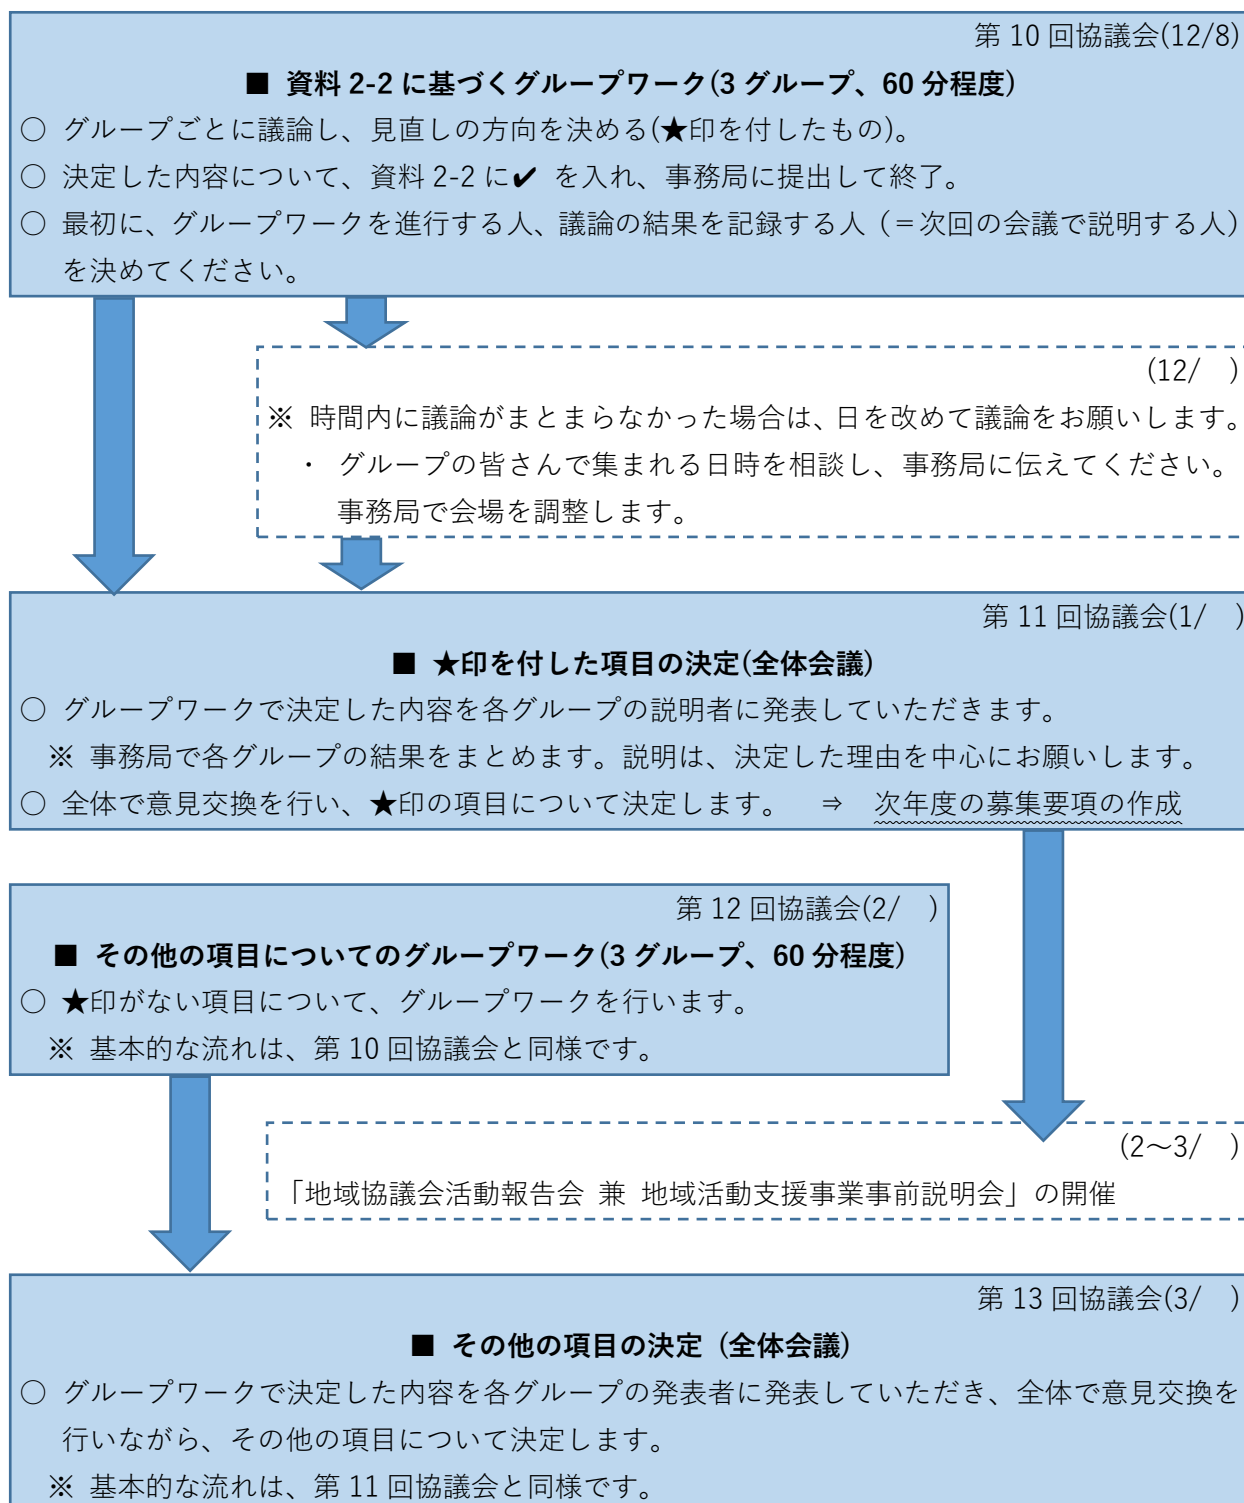 第 10 回協議会(12/8)
■ 資料 2-2 に基づくグループワーク(3 グループ、60 分程度)
○ グループごとに議論し、見直しの方向を決める(★印を付したもの)。
○ 決定した内容について、資料 2-2 に✔ を入れ、事務局に提出して終了。
○ 最初に、グループワークを進行する人、議論の結果を記録する人（＝次回の会議で説明する人）
を決めてください。
(12/　)
※ 時間内に議論がまとまらなかった場合は、日を改めて議論をお願いします。
・ グループの皆さんで集まれる日時を相談し、事務局に伝えてください。
事務局で会場を調整します。
第 11 回協議会(1/　)
■ ★印を付した項目の決定(全体会議)
○ グループワークで決定した内容を各グループの説明者に発表していただきます。
※ 事務局で各グループの結果をまとめます。説明は、決定した理由を中心にお願いします。
○ 全体で意見交換を行い、★印の項目について決定します。　⇒　次年度の募集要項の作成
第 12 回協議会(2/　)
■ その他の項目についてのグループワーク(3 グループ、60 分程度)
○ ★印がない項目について、グループワークを行います。
※ 基本的な流れは、第 10 回協議会と同様です。
(2～3/　)
「地域協議会活動報告会 兼 地域活動支援事業事前説明会」の開催
第 13 回協議会(3/　)
■ その他の項目の決定 (全体会議)
○ グループワークで決定した内容を各グループの発表者に発表していただき、全体で意見交換を
行いながら、その他の項目について決定します。
※ 基本的な流れは、第 11 回協議会と同様です。